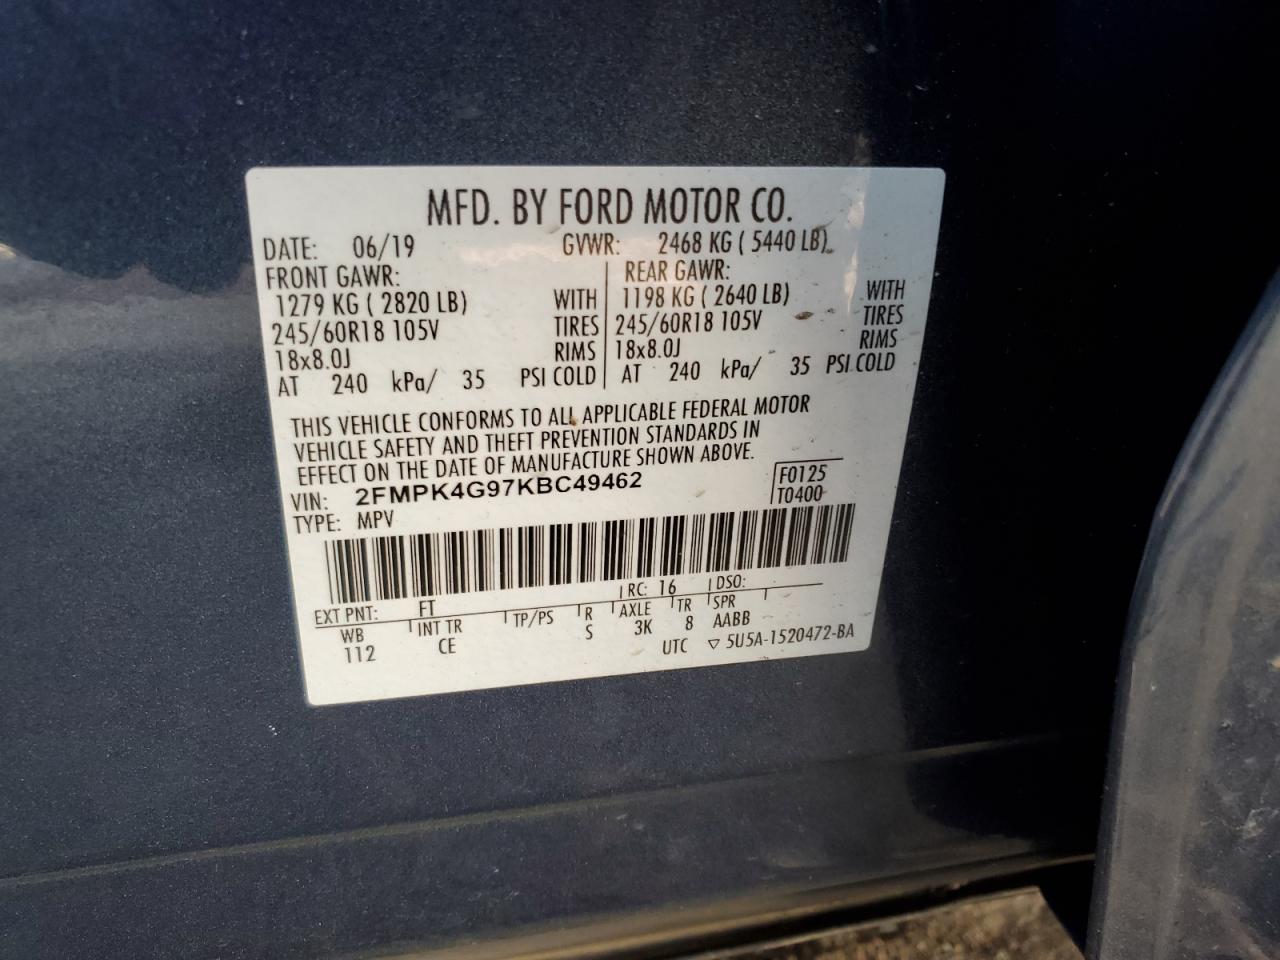 MFD. BY FORD MOTOR CO.
DATE: 06/19 GVWR: 2468 KG ( 5440 LB)
FRONT GAWR: REAR GAWR:
1279 KG ( 2820 LB) WITH 1198 KG ( 2640 LB) WITH
245/60R18 105V TIRES 245/60R18 105V TIRES
18x8.0J RIMS 18x8.0J RIMS
AT 240 kPa/ 35 PSI COLD AT 240 kPa/ 35 PSI COLD
THIS VEHICLE CONFORMS TO ALL APPLICABLE FEDERAL MOTOR
VEHICLE SAFETY AND THEFT PREVENTION STANDARDS IN
EFFECT ON THE DATE OF MANUFACTURE SHOWN ABOVE.
VIN: 2FMPK4G97KBC49462 F0125
TYPE: MPV T0400
EXT PNT: FT RC: 16 DSO:
WB INT TR TP/PS R AXLE TR SPR
112 CE S 3K 8 AABB
UTC ▽ 5U5A-1520472-BA